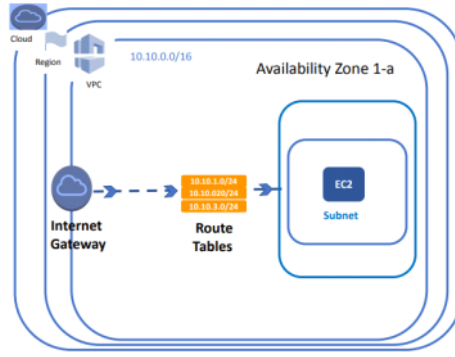 Cloud
Region
VPC
10.10.0.0/16
Availability Zone 1-a
10.10.1.0/24
10.10.020/24
10.10.3.0/24
EC2
Subnet
Internet
Gateway
Route
Tables